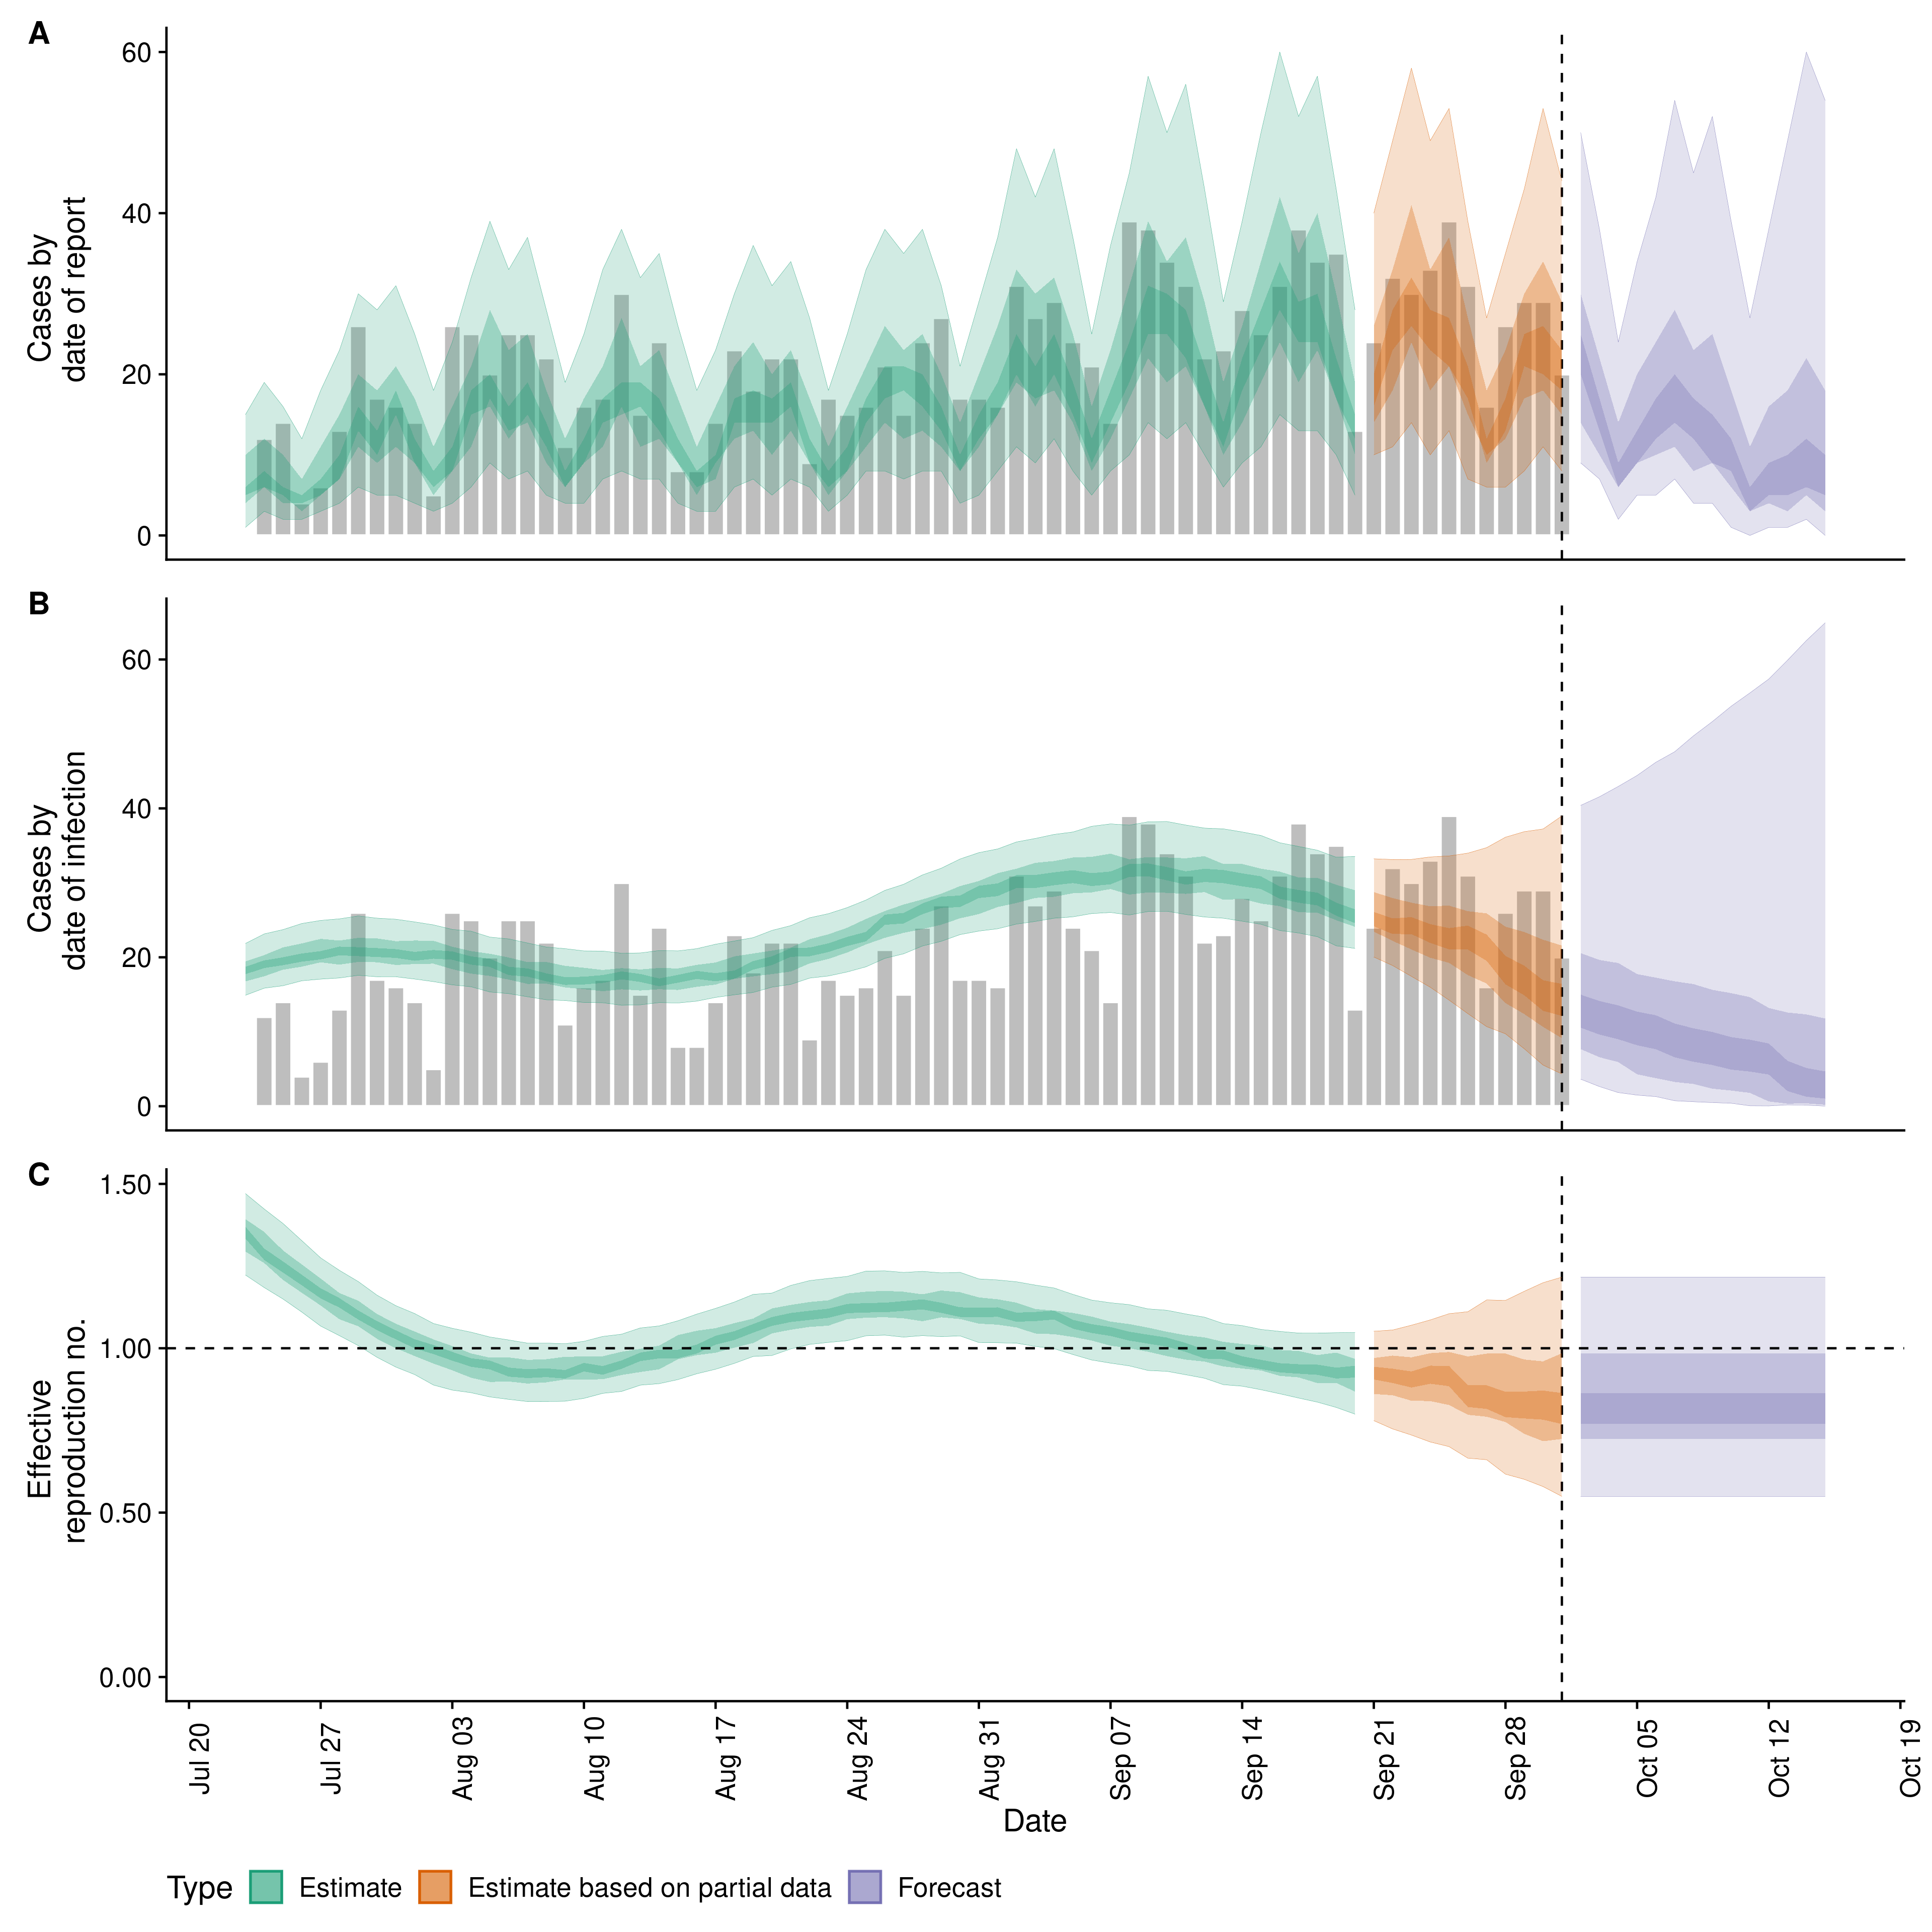 A
60
40
20
0
Cases by
date of report
B
60
40
20
0
Cases by
date of infection
C
1.50
1.00
0.50
0.00
Effective
reproduction no.
Jul 20
Jul 27
Aug 03
Aug 10
Aug 17
Aug 24
Aug 31
Sep 07
Sep 14
Sep 21
Sep 28
Oct 05
Oct 12
Oct 19
Date
Type Estimate Estimate based on partial data Forecast